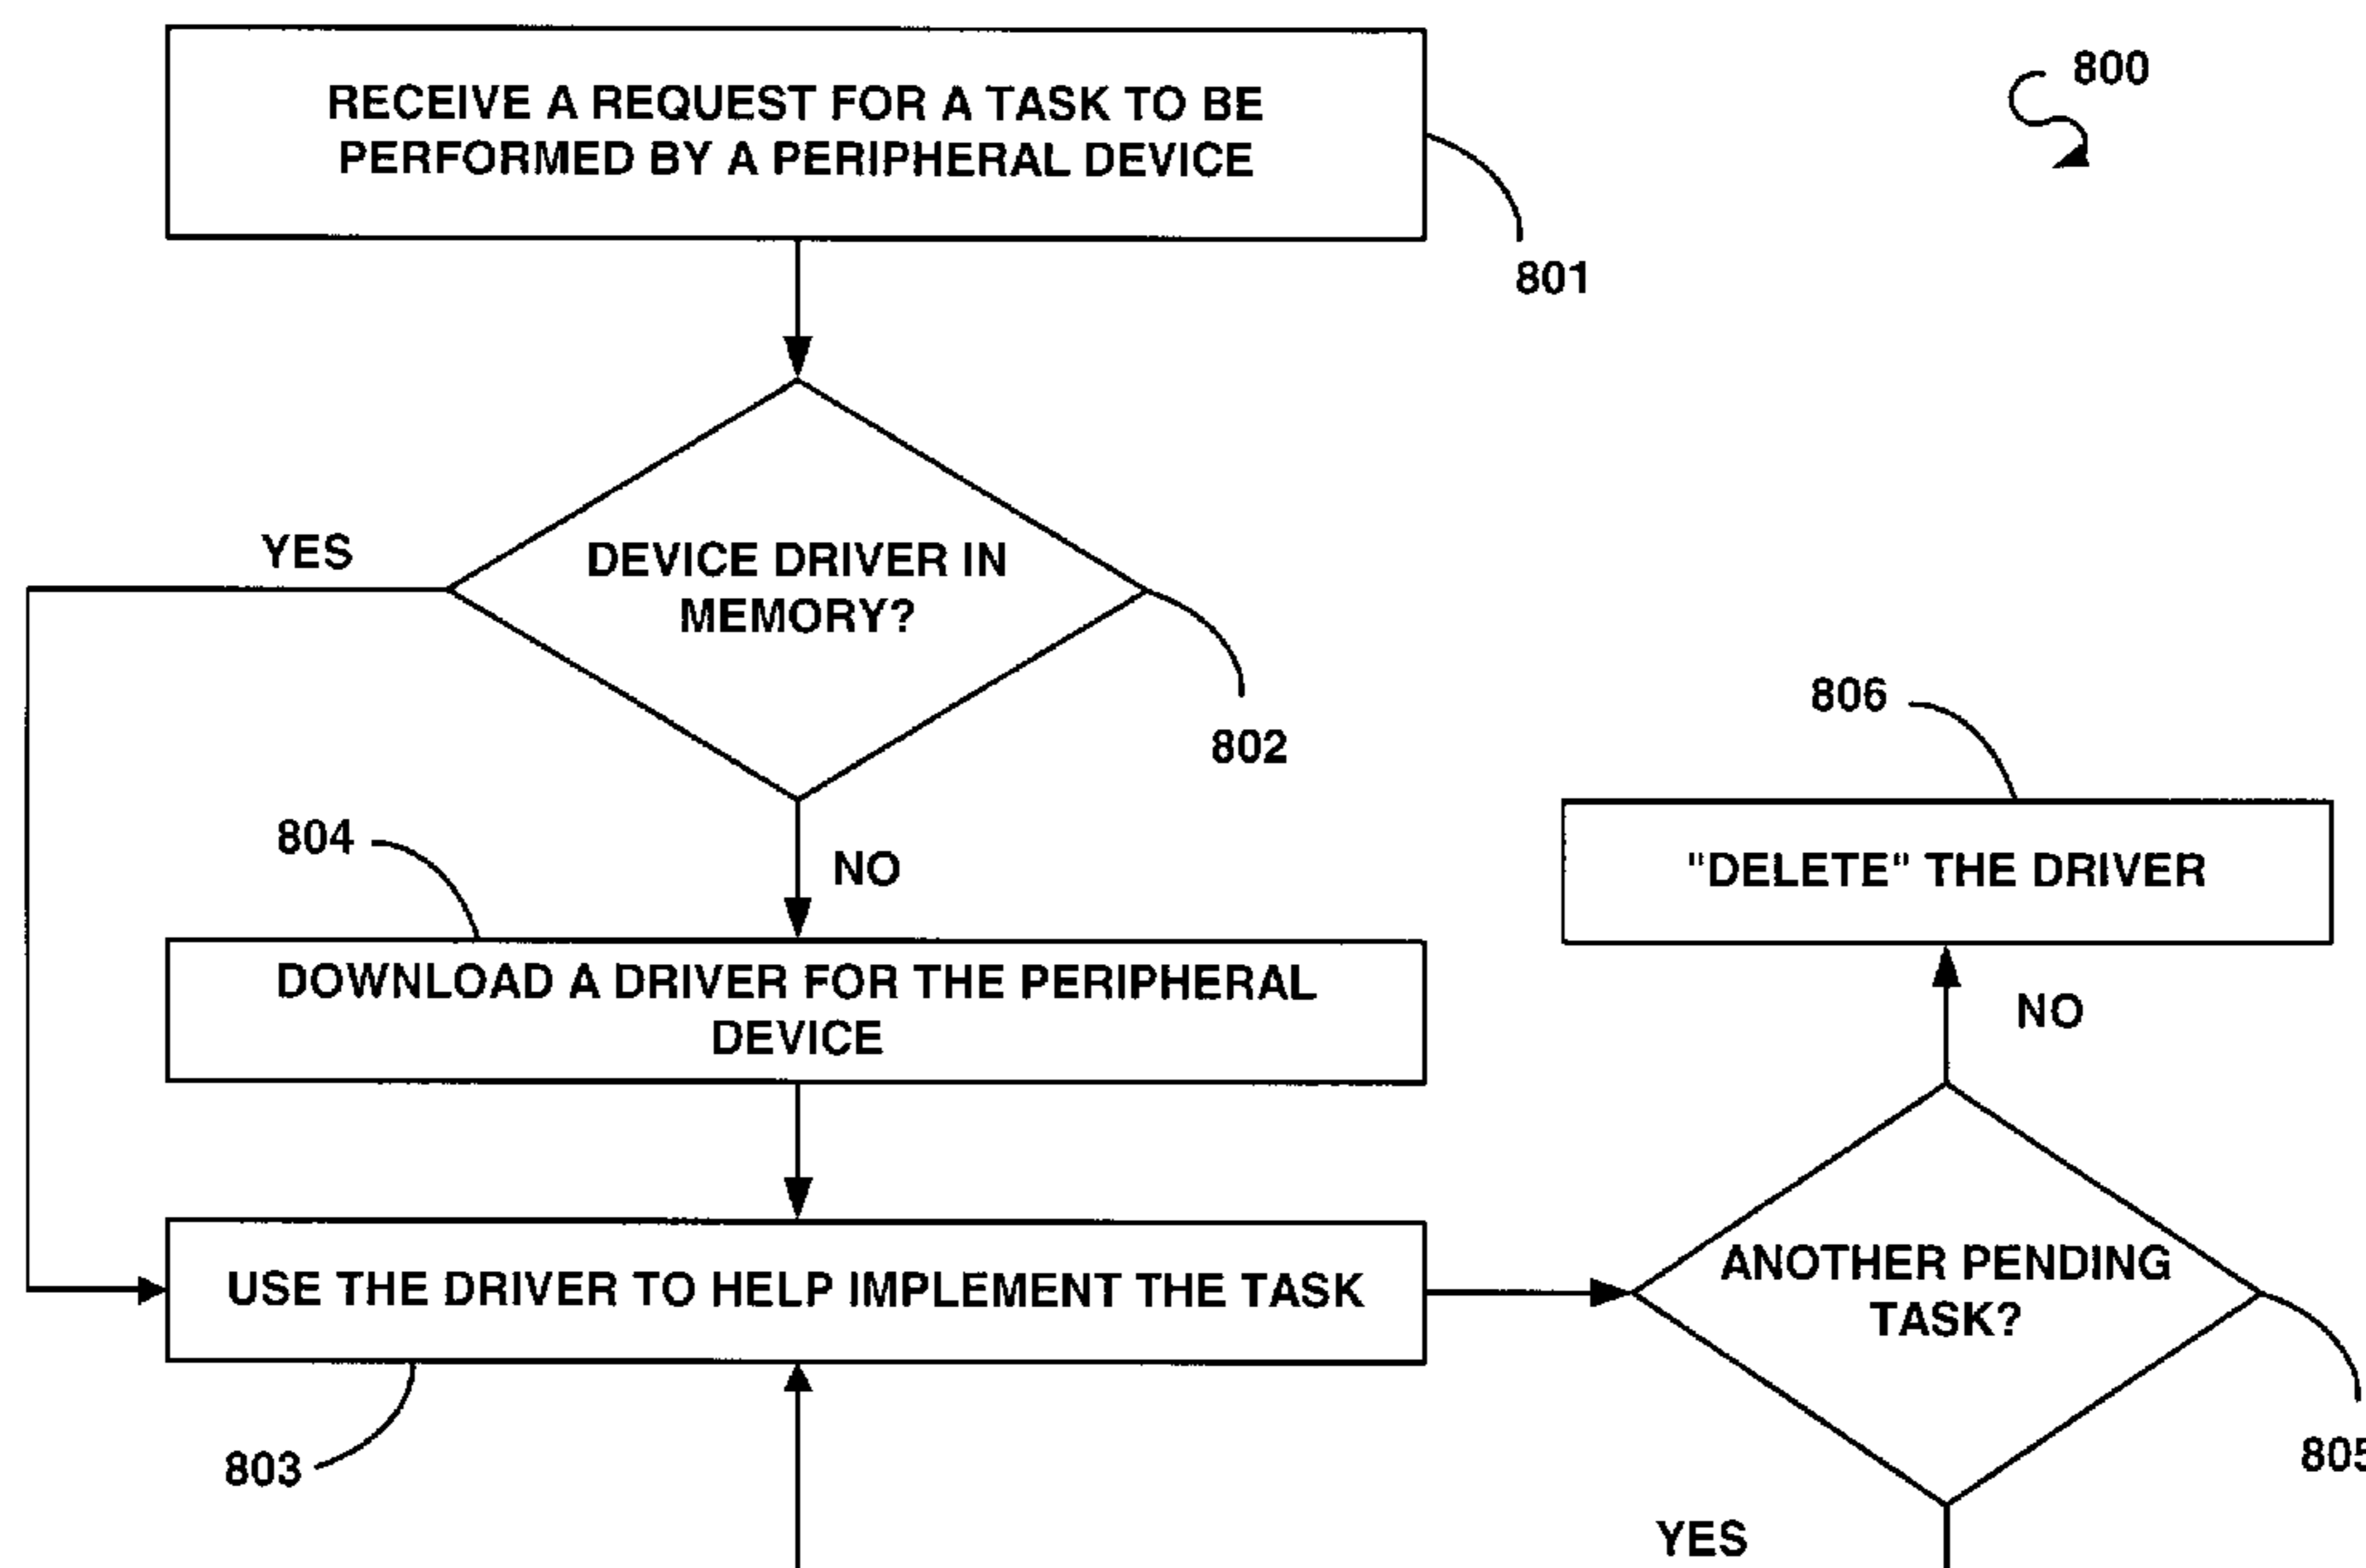 RECEIVE A REQUEST FOR A TASK TO BE
PERFORMED BY A PERIPHERAL DEVICE
800
801
YES
DEVICE DRIVER IN
MEMORY?
802
806
804
NO
"DELETE" THE DRIVER
DOWNLOAD A DRIVER FOR THE PERIPHERAL
DEVICE
NO
USE THE DRIVER TO HELP IMPLEMENT THE TASK
ANOTHER PENDING
TASK?
803
805
YES